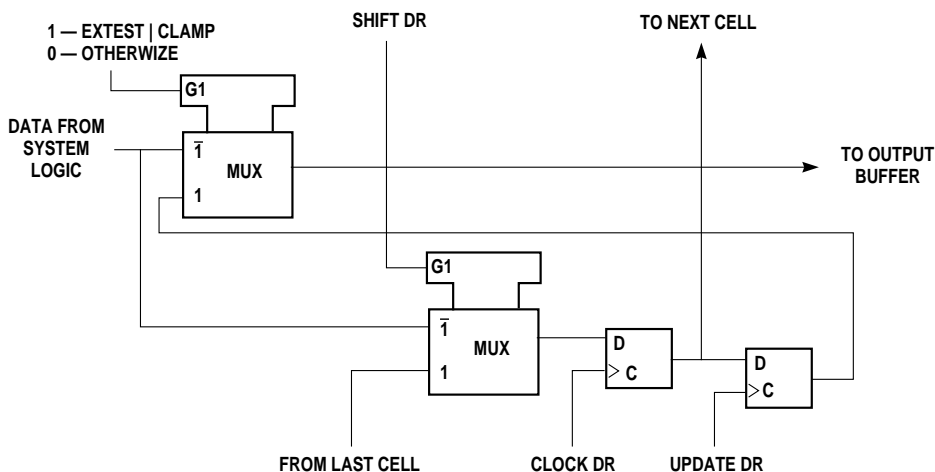 1 — EXTEST | CLAMP
0 — OTHERWIZE
SHIFT DR
TO NEXT CELL
G1
DATA FROM
SYSTEM
LOGIC
1̅
MUX
1
TO OUTPUT
BUFFER
G1
1̅
MUX
1
D
C
D
C
FROM LAST CELL
CLOCK DR
UPDATE DR